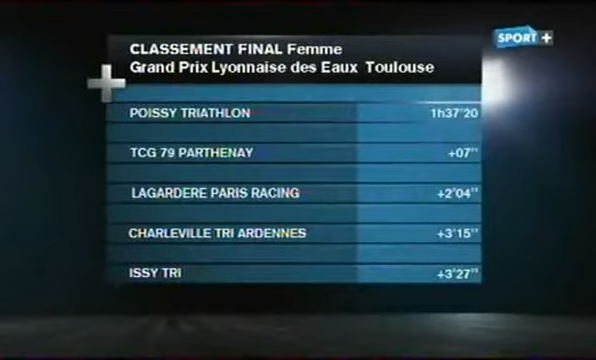 SPORT+
CLASSEMENT FINAL Femme
Grand Prix Lyonnaise des Eaux Toulouse
POISSY TRIATHLON 1h37'20
TCG 79 PARTHENAY +07''
LAGARDERE PARIS RACING +2'04''
CHARLEVILLE TRI ARDENNES +3'15''
ISSY TRI +3'27''